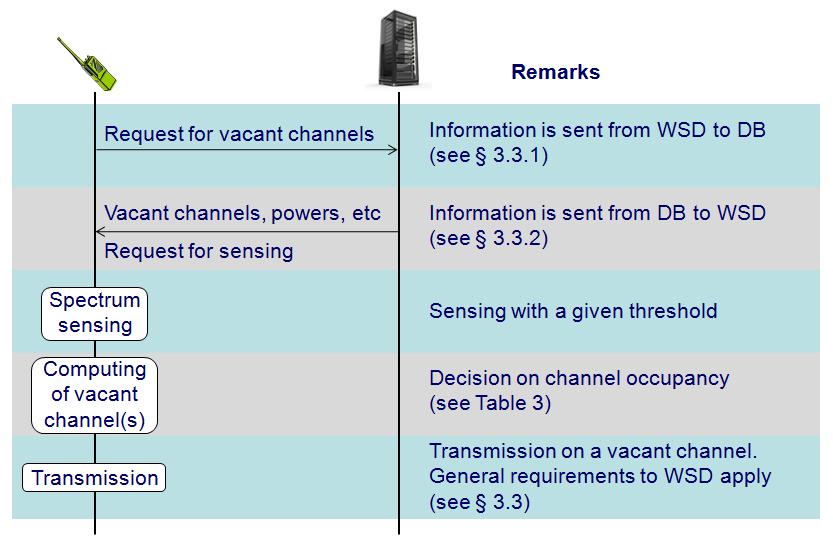 Remarks
Request for vacant channels
Information is sent from WSD to DB
(see § 3.3.1)
Vacant channels, powers, etc
Request for sensing
Information is sent from DB to WSD
(see § 3.3.2)
Spectrum
sensing
Sensing with a given threshold
Computing
of vacant
channel(s)
Decision on channel occupancy
(see Table 3)
Transmission
Transmission on a vacant channel.
General requirements to WSD apply
(see § 3.3)